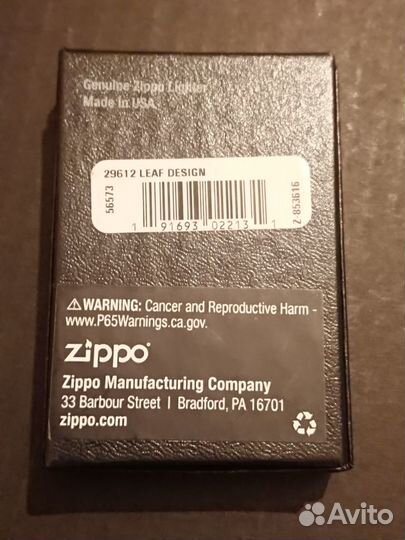 Genuine Zippo Lighter
Made in USA
29612 LEAF DESIGN
56573
Z-853616
1 91693 02213 1
⚠WARNING: Cancer and Reproductive Harm -
www.P65Warnings.ca.gov.
zippo®
Zippo Manufacturing Company
33 Barbour Street | Bradford, PA 16701
zippo.com
Avito